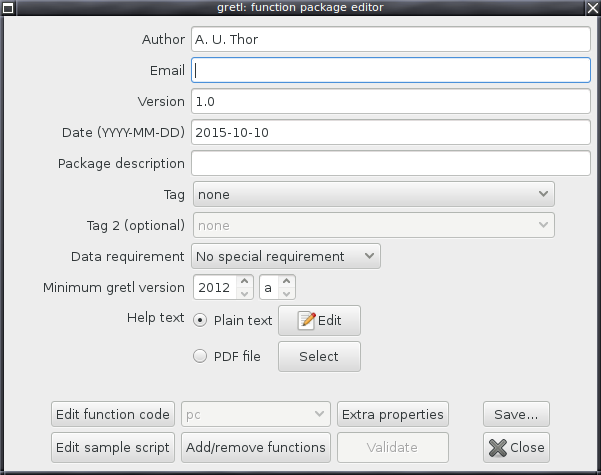 gretl: function package editor
Author A. U. Thor
Email
Version 1.0
Date (YYYY-MM-DD) 2015-10-10
Package description
Tag none
Tag 2 (optional) none
Data requirement No special requirement
Minimum gretl version 2012 a
Help text Plain text Edit
PDF file Select
Edit function code pc Extra properties Save...
Edit sample script Add/remove functions Validate Close